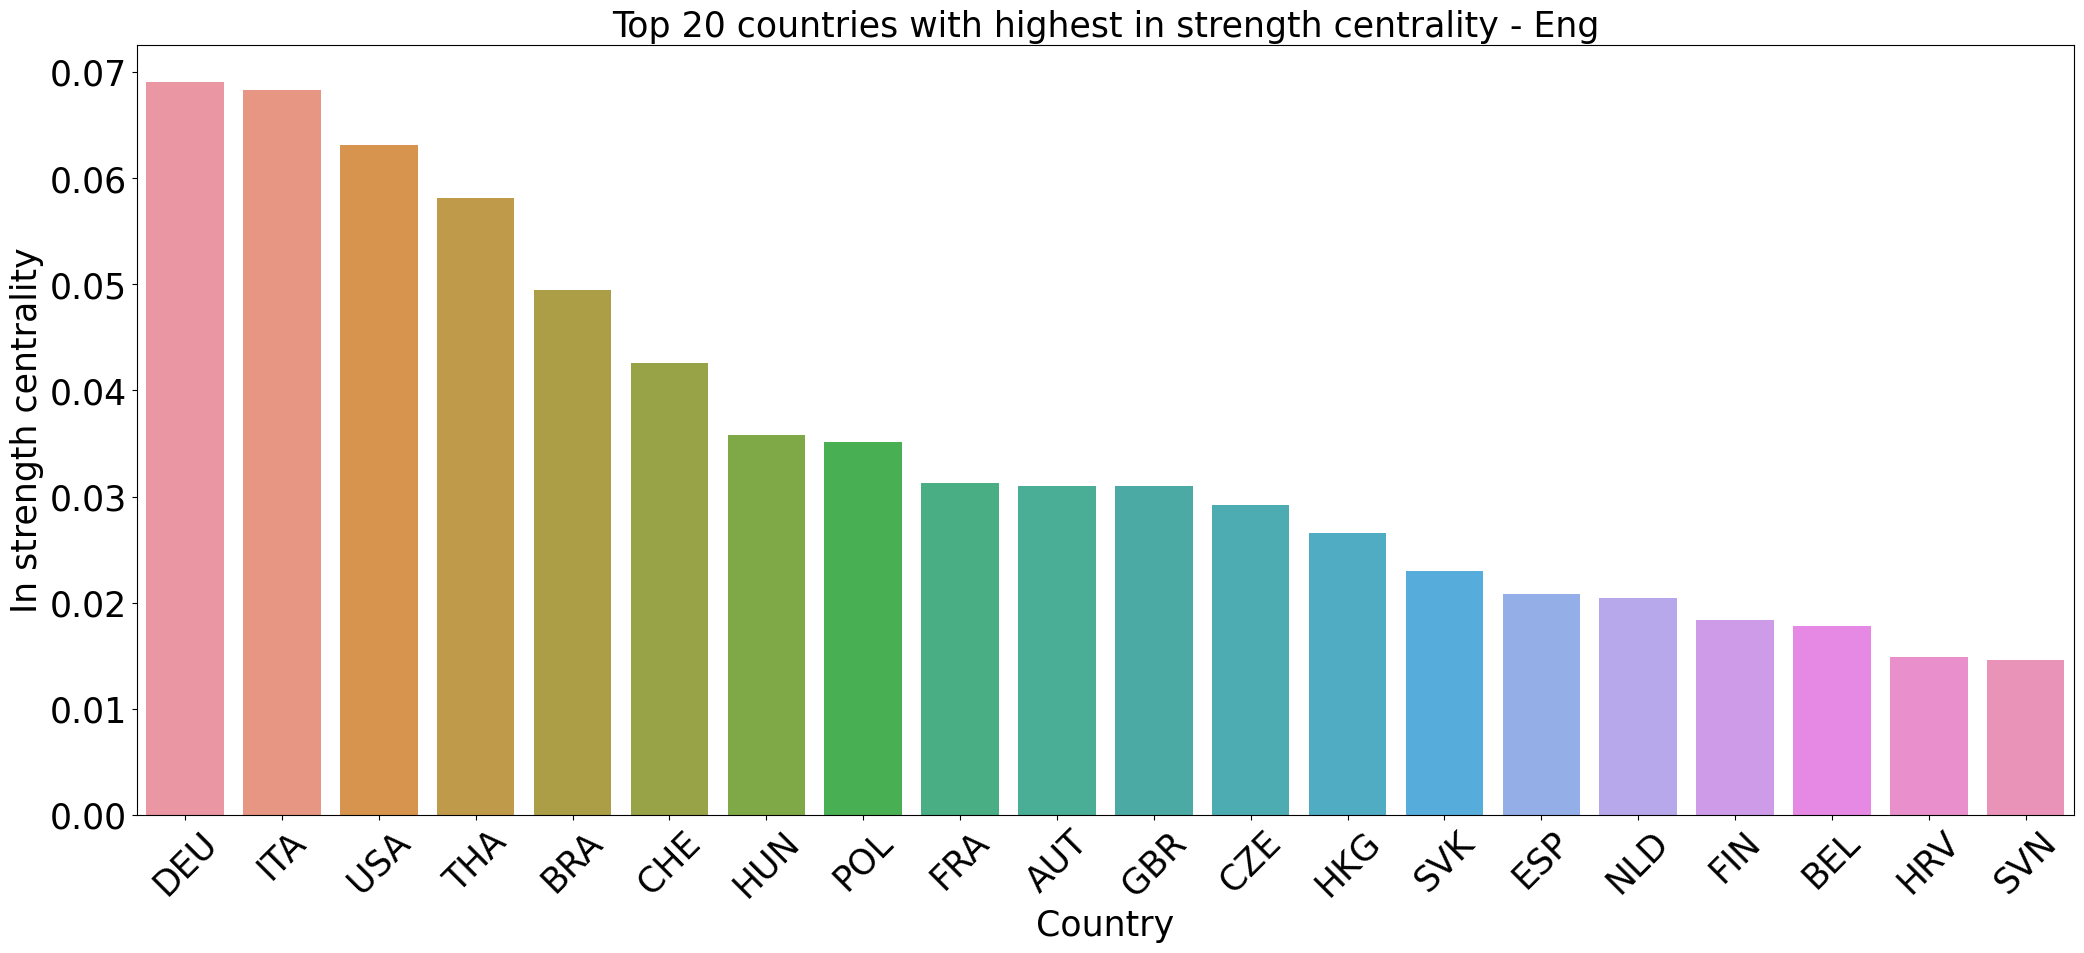 Top 20 countries with highest in strength centrality - Eng
In strength centrality
0.07
0.06
0.05
0.04
0.03
0.02
0.01
0.00
DEU ITA USA THA BRA CHE HUN POL FRA AUT GBR CZE HKG SVK ESP NLD FIN BEL HRV SVN
Country